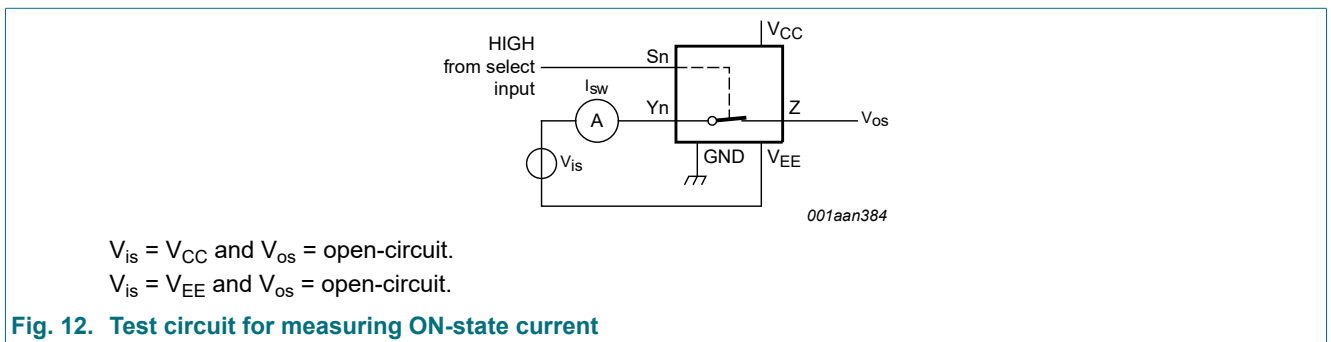 HIGH
from select
input
Isw
A
Sn
Yn
VCC
Z
Vos
Vis
GND
VEE
001aan384
Vis = VCC and Vos = open-circuit.
Vis = VEE and Vos = open-circuit.
Fig. 12. Test circuit for measuring ON-state current